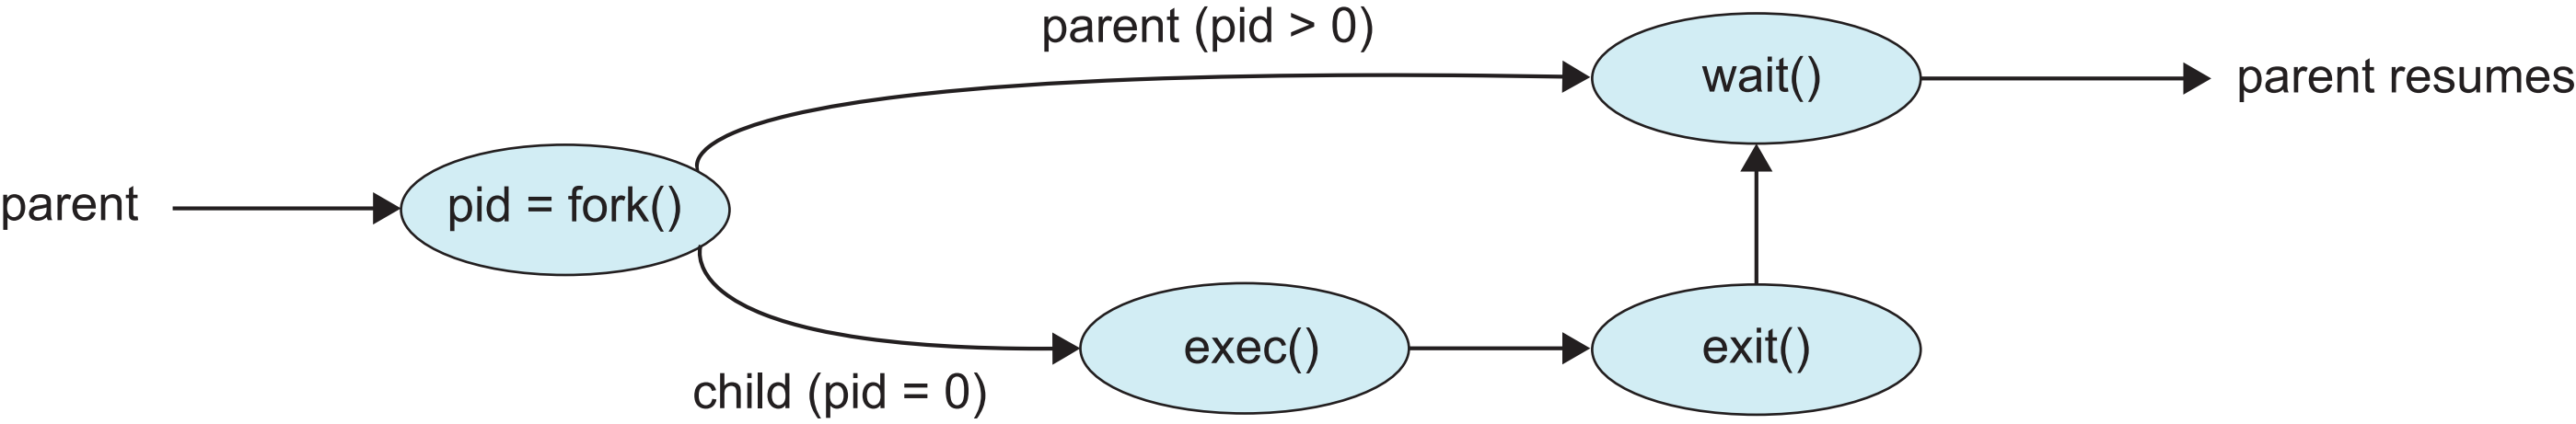 parent (pid > 0)
wait()
parent resumes
parent
pid = fork()
exec()
exit()
child (pid = 0)